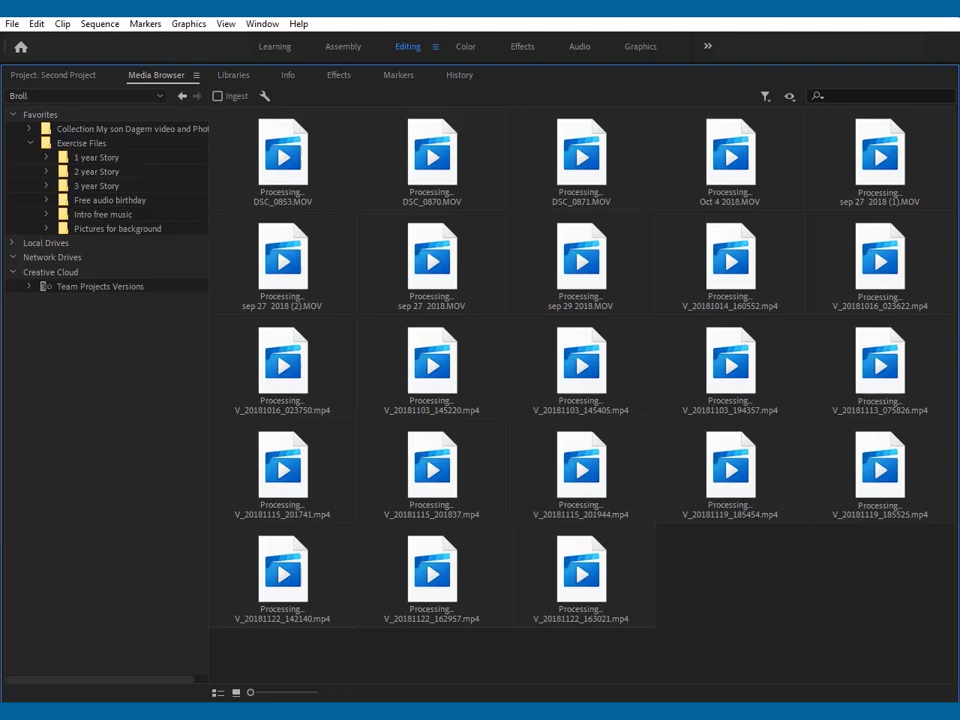 File Edit Clip Sequence Markers Graphics View Window Help
Learning Assembly Editing Color Effects Audio Graphics
Project: Second Project Media Browser Libraries Info Effects Markers History
Broll Ingest
Favorites
Collection My son Dagem video and Phot
Exercise Files
1 year Story
2 year Story
3 year Story
Free audio birthday
Intro free music
Pictures for background
Local Drives
Network Drives
Creative Cloud
Team Projects Versions
Processing... Processing... Processing... Processing... Processing...
DSC_0853.MOV DSC_0870.MOV DSC_0871.MOV Oct 4 2018.MOV sep 27 2018 (1).MOV
Processing... Processing... Processing... Processing... Processing...
sep 27 2018 (2).MOV sep 27 2018.MOV sep 29 2018.MOV V_20181014_160552.mp4 V_20181016_023622.mp4
Processing... Processing... Processing... Processing... Processing...
V_20181016_023750.mp4 V_20181103_145220.mp4 V_20181103_145405.mp4 V_20181103_194357.mp4 V_20181113_075826.mp4
Processing... Processing... Processing... Processing... Processing...
V_20181115_201741.mp4 V_20181115_201837.mp4 V_20181115_201944.mp4 V_20181119_185454.mp4 V_20181119_185525.mp4
Processing... Processing... Processing...
V_20181122_142140.mp4 V_20181122_162957.mp4 V_20181122_163021.mp4